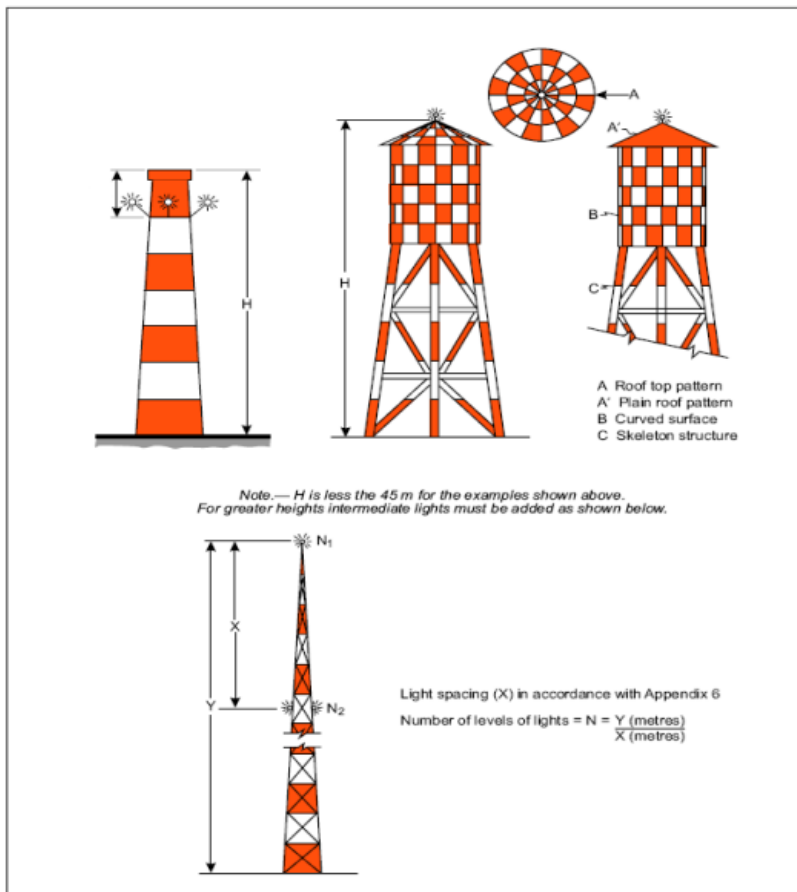 A
A'
H
H
B
C
A Roof top pattern
A' Plain roof pattern
B Curved surface
C Skeleton structure
Note.— H is less the 45 m for the examples shown above.
For greater heights intermediate lights must be added as shown below.
N1
X
Y
N2
Light spacing (X) in accordance with Appendix 6
Number of levels of lights = N = Y (metres)
X (metres)